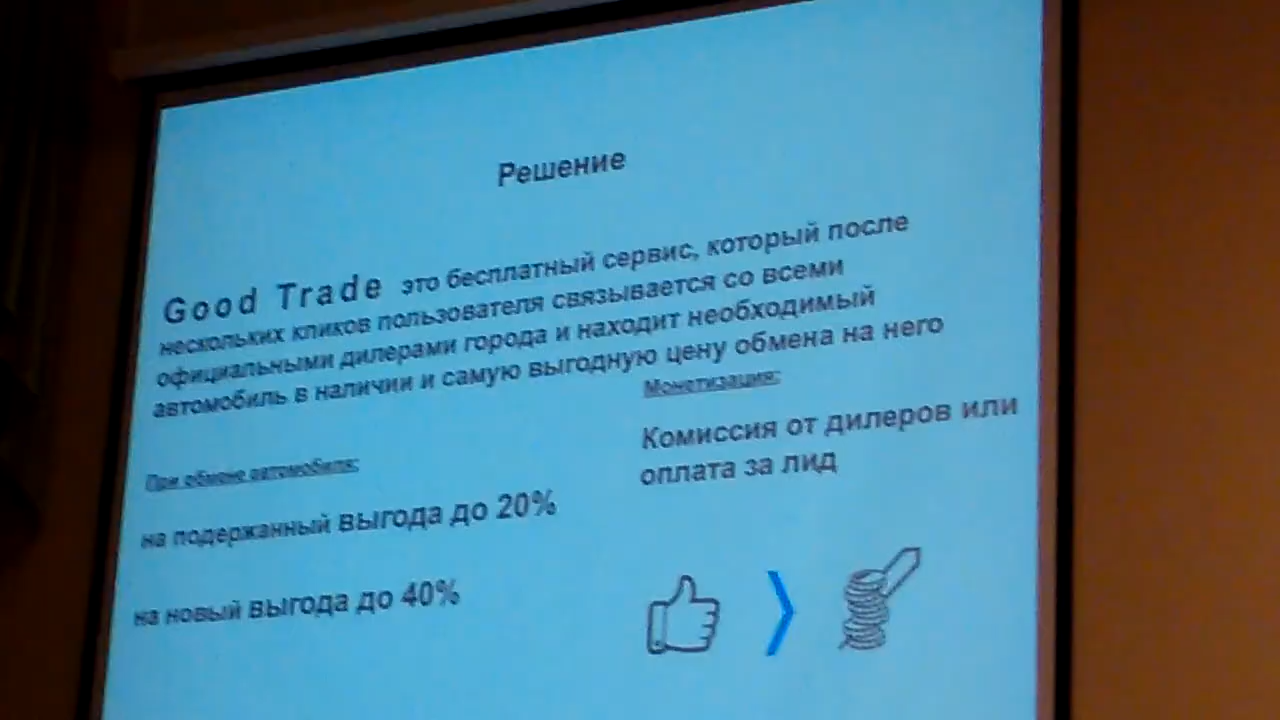 Решение
Good Trade это бесплатный сервис, который после
нескольких кликов пользователя связывается со всеми
официальными дилерами города и находит необходимый
автомобиль в наличии и самую выгодную цену обмена на него
Монетизация:
Комиссия от дилеров или
оплата за лид
При обмене автомобиля:
на подержанный выгода до 20%
на новый выгода до 40%